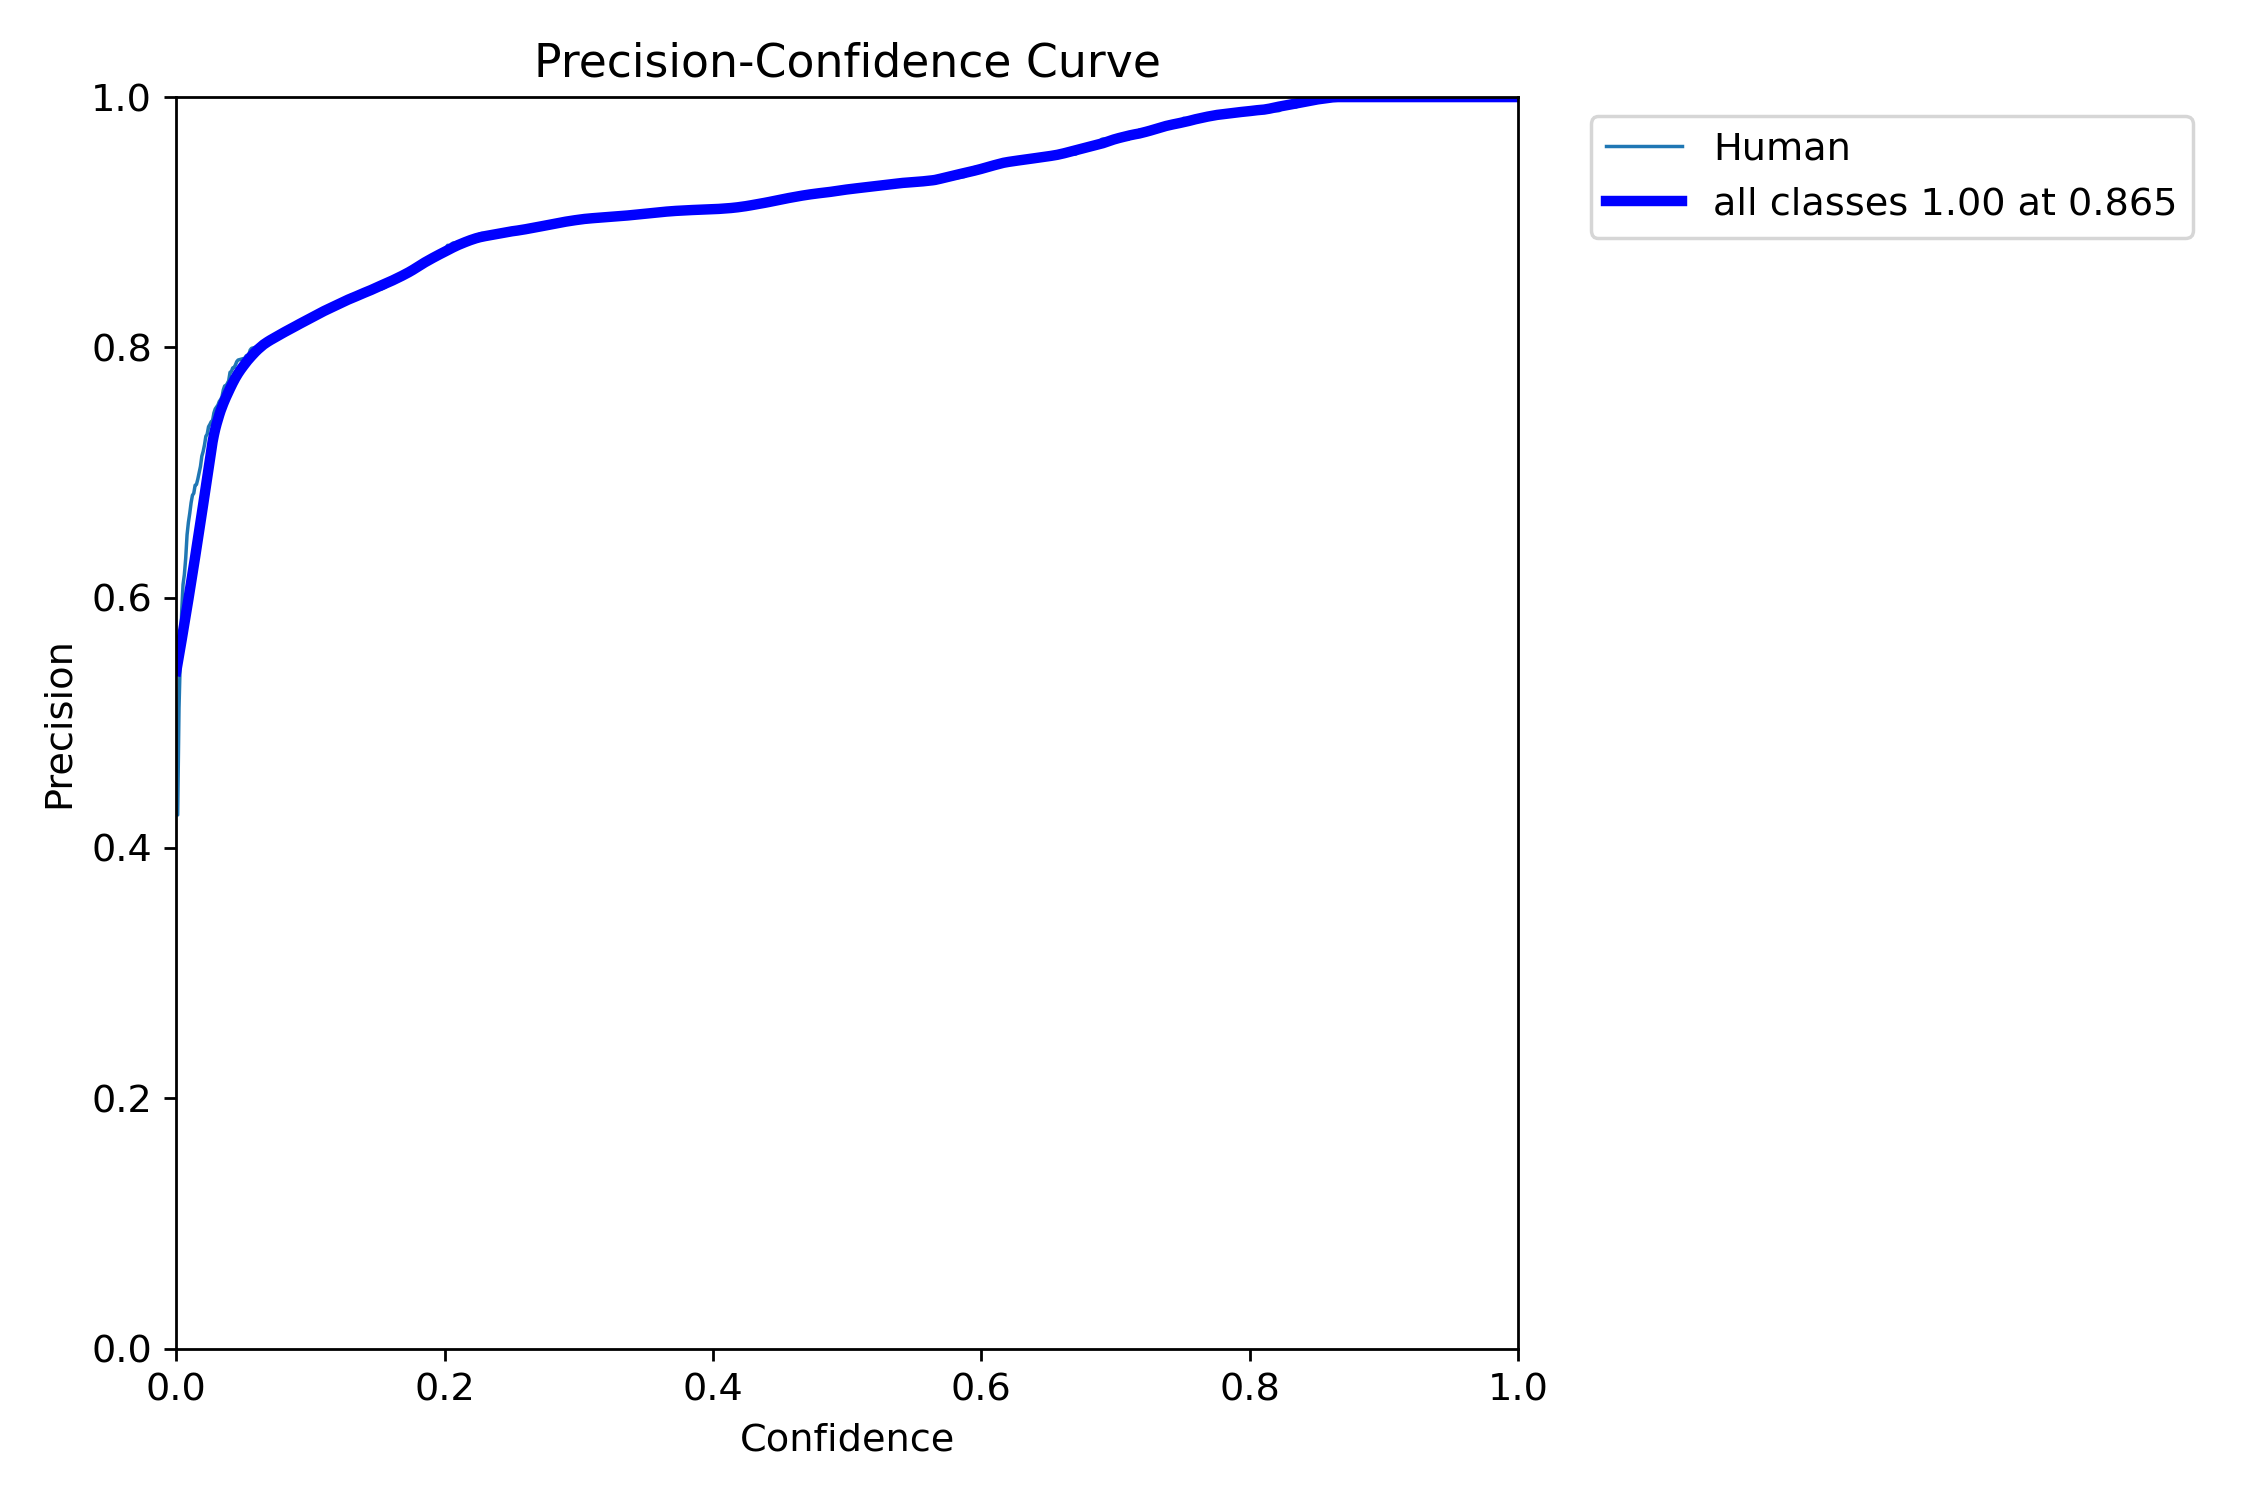 Precision-Confidence Curve
1.0
0.8
0.6
0.4
0.2
0.0
Precision
0.0 0.2 0.4 0.6 0.8 1.0
Confidence
Human
all classes 1.00 at 0.865